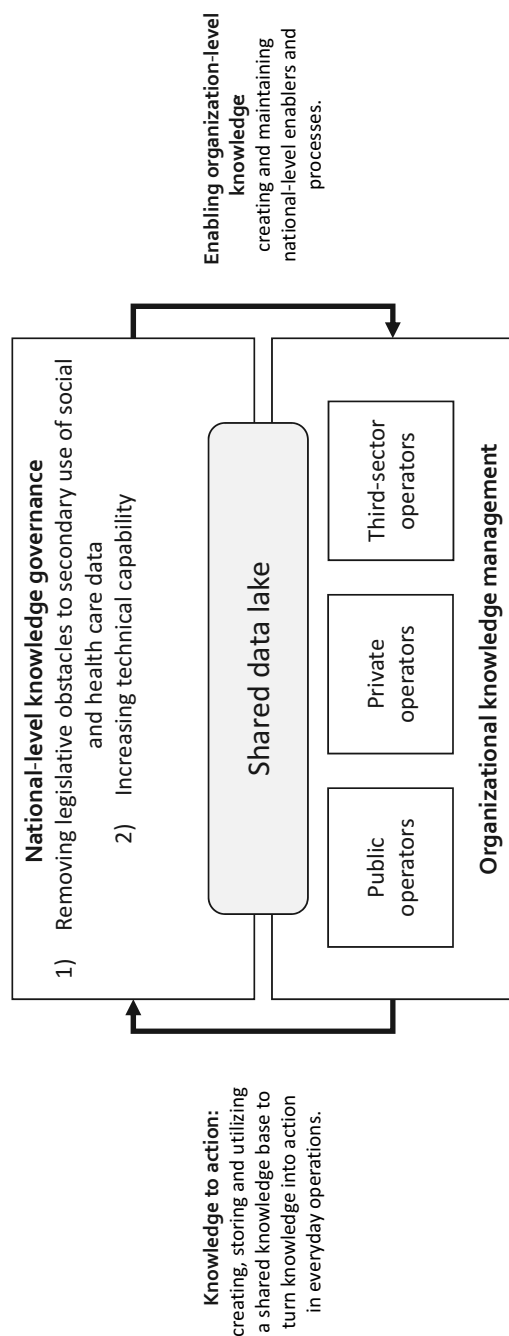 National-level knowledge governance
1) Removing legislative obstacles to secondary use of social
and health care data
2) Increasing technical capability
Shared data lake
Public
operators
Private
operators
Third-sector
operators
Organizational knowledge management
Knowledge to action:
creating, storing and utilizing
a shared knowledge base to
turn knowledge into action
in everyday operations.
Enabling organization-level
knowledge:
creating and maintaining
national-level enablers and
processes.